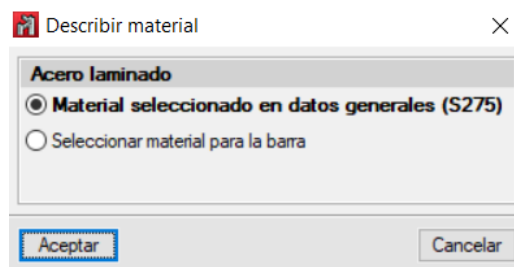 Describir material
Acero laminado
Material seleccionado en datos generales (S275)
Seleccionar material para la barra
Aceptar
Cancelar